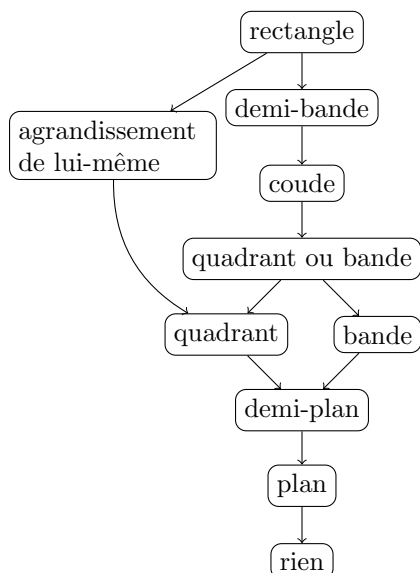 rectangle
demi-bande
agrandissement
de lui-même
coude
quadrant ou bande
quadrant
bande
demi-plan
plan
rien